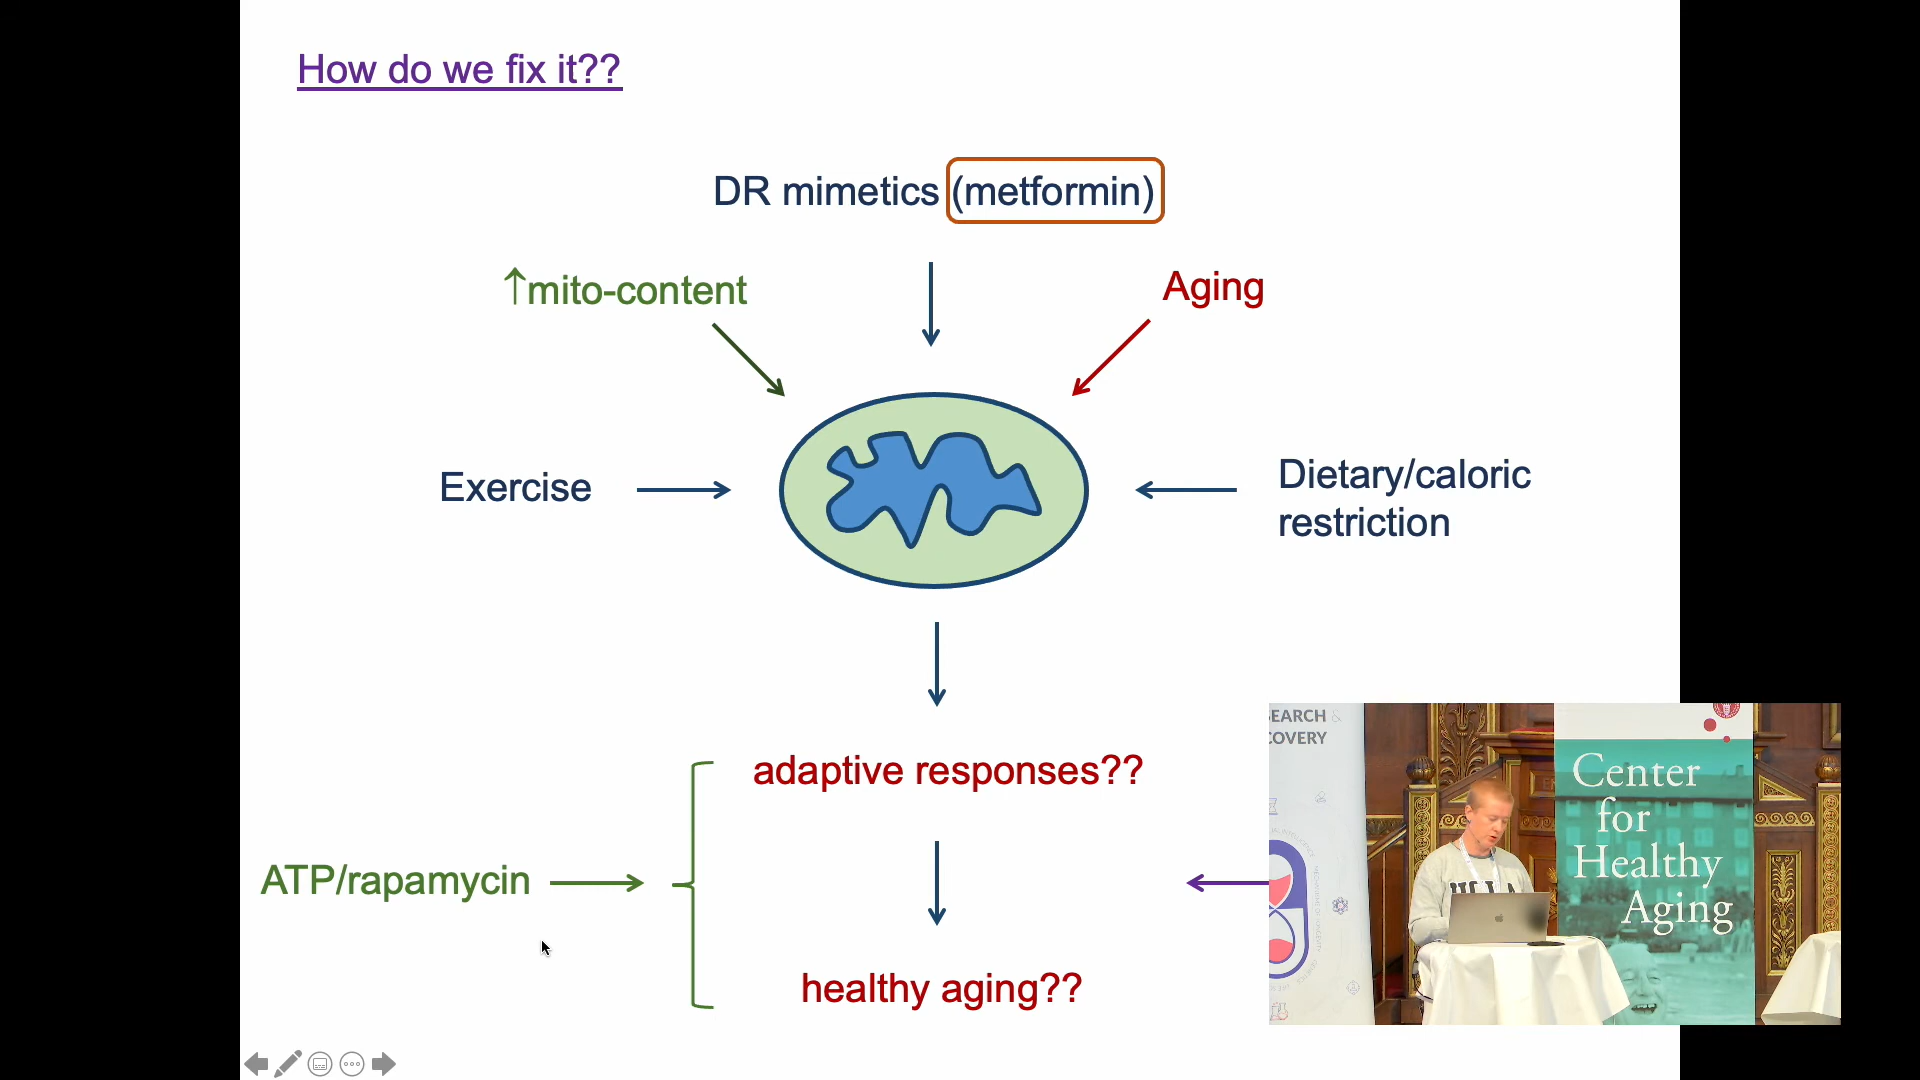 How do we fix it??
DR mimetics (metformin)
↑mito-content
Aging
Exercise
Dietary/caloric
restriction
adaptive responses??
ATP/rapamycin
healthy aging??
EARCH &
COVERY
Center
for
Healthy
Aging